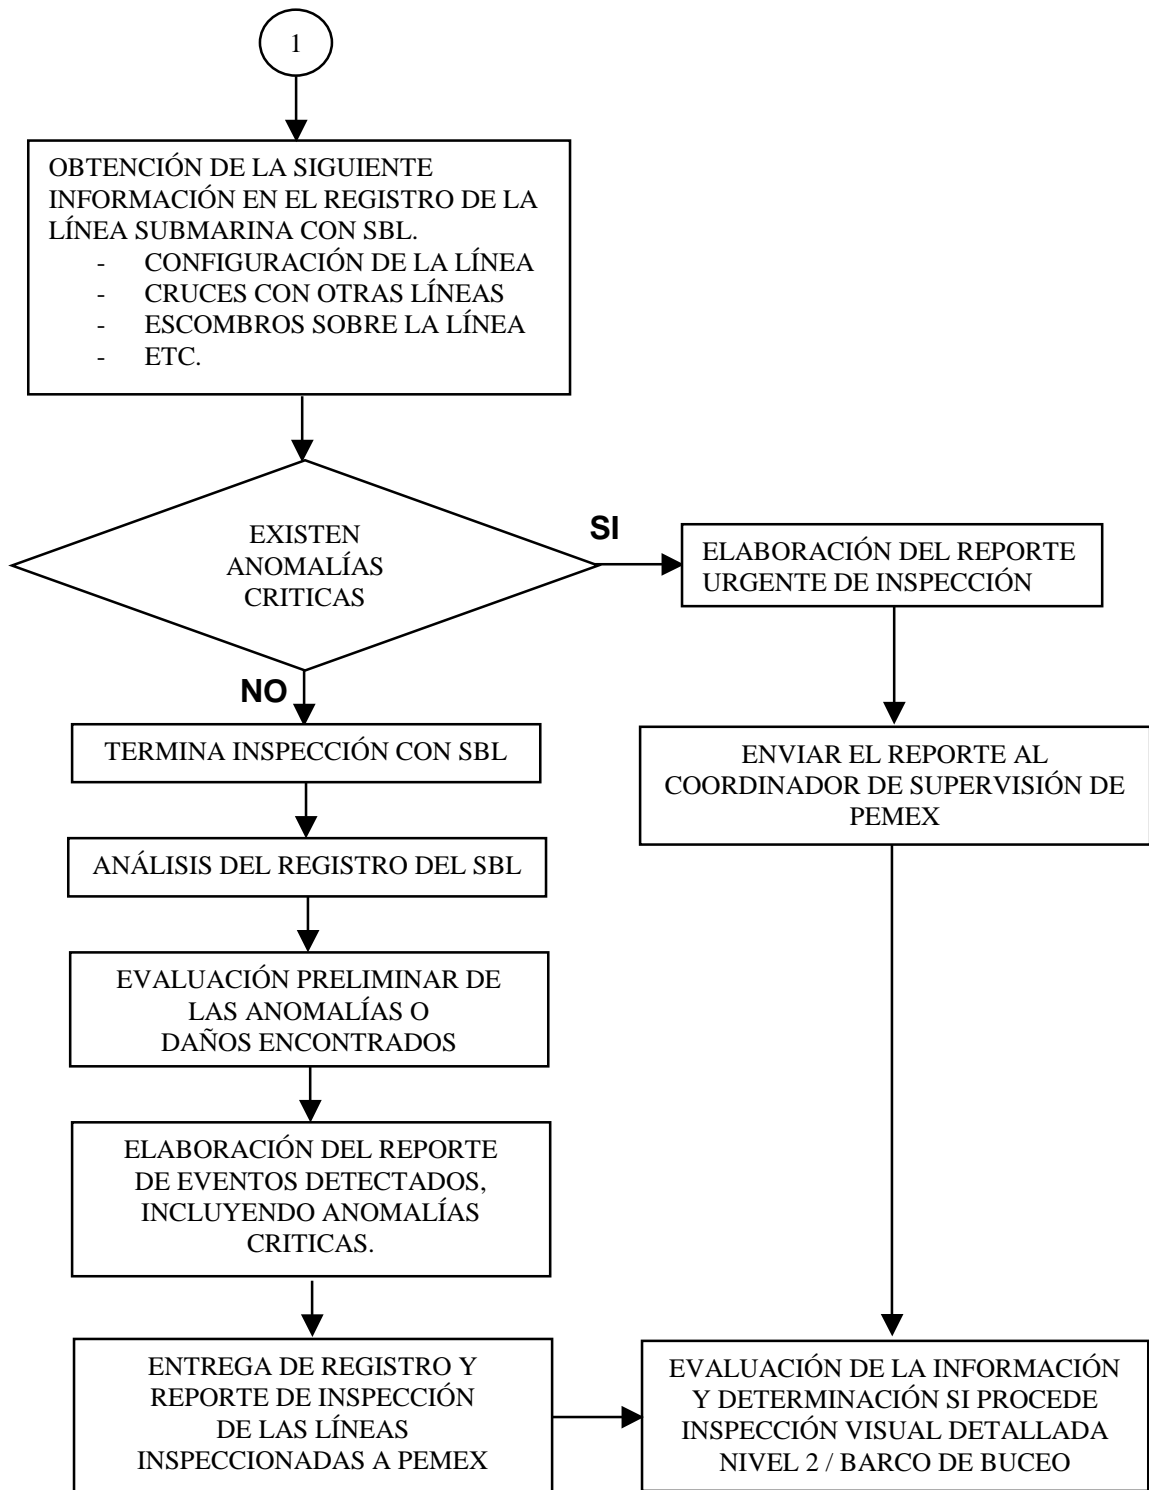 1
OBTENCIÓN DE LA SIGUIENTE
INFORMACIÓN EN EL REGISTRO DE LA
LÍNEA SUBMARINA CON SBL.
- CONFIGURACIÓN DE LA LÍNEA
- CRUCES CON OTRAS LÍNEAS
- ESCOMBROS SOBRE LA LÍNEA
- ETC.
EXISTEN
ANOMALÍAS
CRITICAS
SI
ELABORACIÓN DEL REPORTE
URGENTE DE INSPECCIÓN
ENVIAR EL REPORTE AL
COORDINADOR DE SUPERVISIÓN DE
PEMEX
NO
TERMINA INSPECCIÓN CON SBL
ANÁLISIS DEL REGISTRO DEL SBL
EVALUACIÓN PRELIMINAR DE
LAS ANOMALÍAS O
DAÑOS ENCONTRADOS
ELABORACIÓN DEL REPORTE
DE EVENTOS DETECTADOS,
INCLUYENDO ANOMALÍAS
CRITICAS.
ENTREGA DE REGISTRO Y
REPORTE DE INSPECCIÓN
DE LAS LÍNEAS
INSPECCIONADAS A PEMEX
EVALUACIÓN DE LA INFORMACIÓN
Y DETERMINACIÓN SI PROCEDE
INSPECCIÓN VISUAL DETALLADA
NIVEL 2 / BARCO DE BUCEO